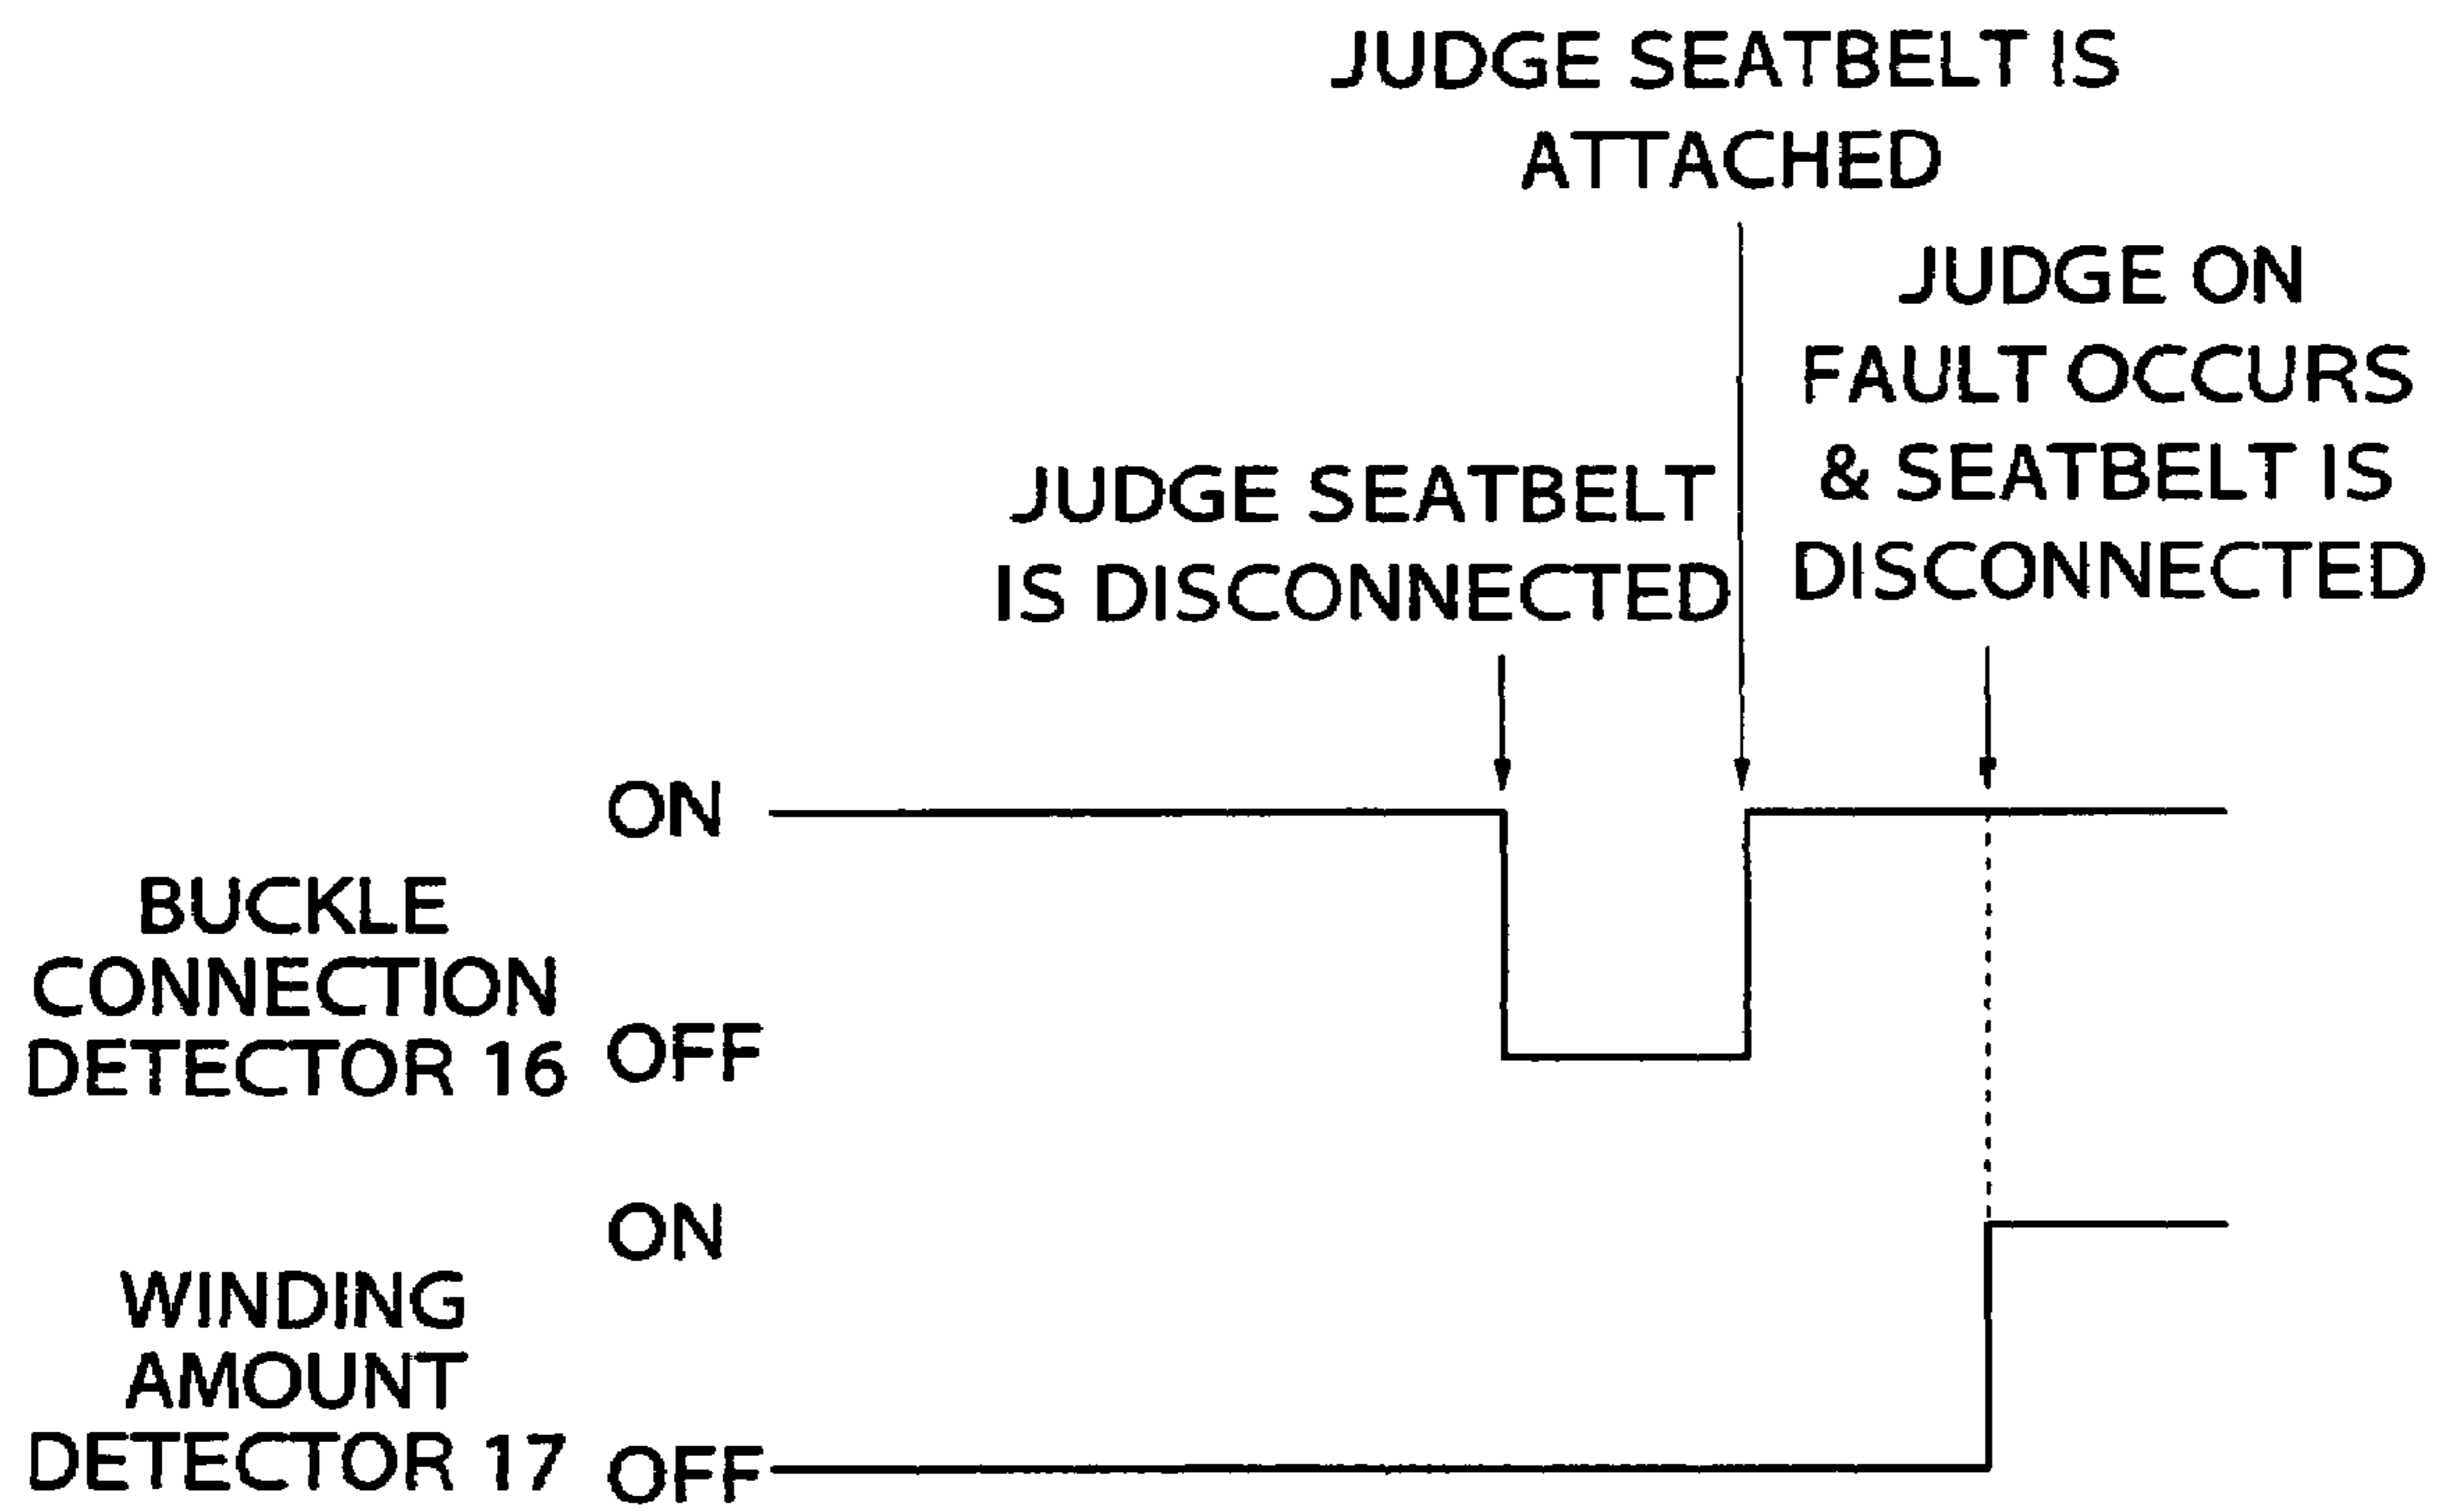 JUDGE SEATBELT IS
ATTACHED
JUDGE ON
FAULT OCCURS
& SEATBELT IS
DISCONNECTED
JUDGE SEATBELT
IS DISCONNECTED
ON
BUCKLE
CONNECTION
DETECTOR 16
OFF
ON
WINDING
AMOUNT
DETECTOR 17
OFF